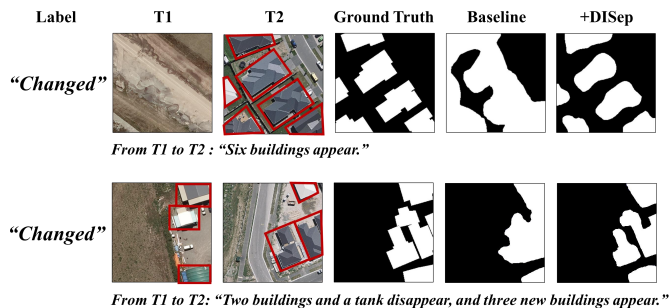 Label T1 T2 Ground Truth Baseline +DISep
“Changed”
From T1 to T2 : “Six buildings appear.”
“Changed”
From T1 to T2: “Two buildings and a tank disappear, and three new buildings appear.”